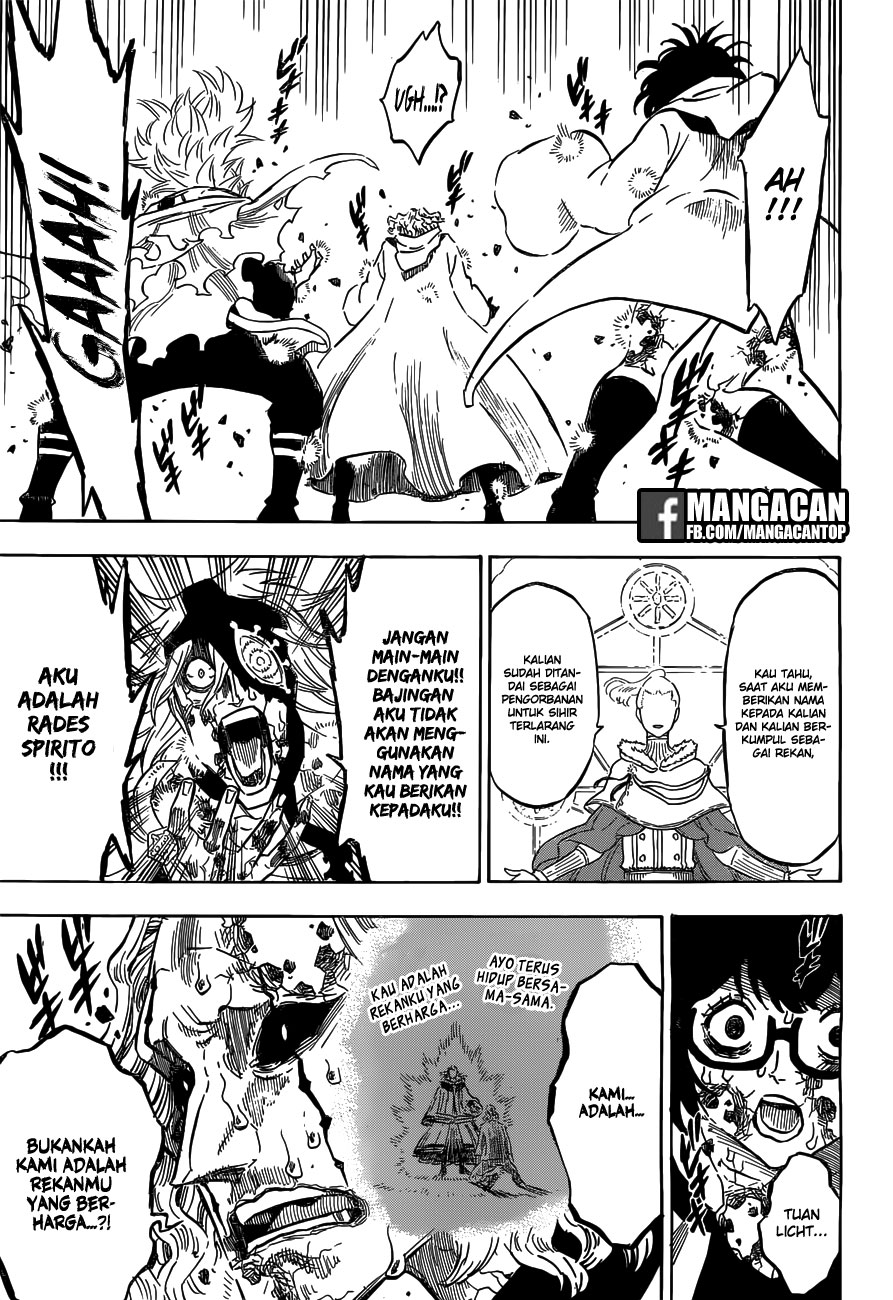 AH
!!!
UGH...!?
GAAAH!
MANGACAN
FB.COM/MANGACANTOP
KAU TAHU,
SAAT AKU MEM-
BERIKAN NAMA
KEPADA KALIAN
DAN KALIAN BER-
KUMPUL SEBA-
GAI REKAN,
KALIAN
SUDAH DITAN-
DAI SEBAGAI
PENGORBANAN
UNTUK SIHIR
TERLARANG
INI.
JANGAN
MAIN-MAIN
DENGANKU!!
BAJINGAN
AKU TIDAK
AKAN MENG-
GUNAKAN
NAMA YANG
KAU BERIKAN
KEPADAKU!!
AKU
ADALAH
RADES
SPIRITO
!!!
TUAN
LICHT...
KAMI...
ADALAH...
AYO TERUS
HIDUP BERSA-
MA-SAMA.
KAU ADALAH
REKANKU YANG
BERHARGA...
BUKANKAH
KAMI ADALAH
REKANMU
YANG BER-
HARGA...?!